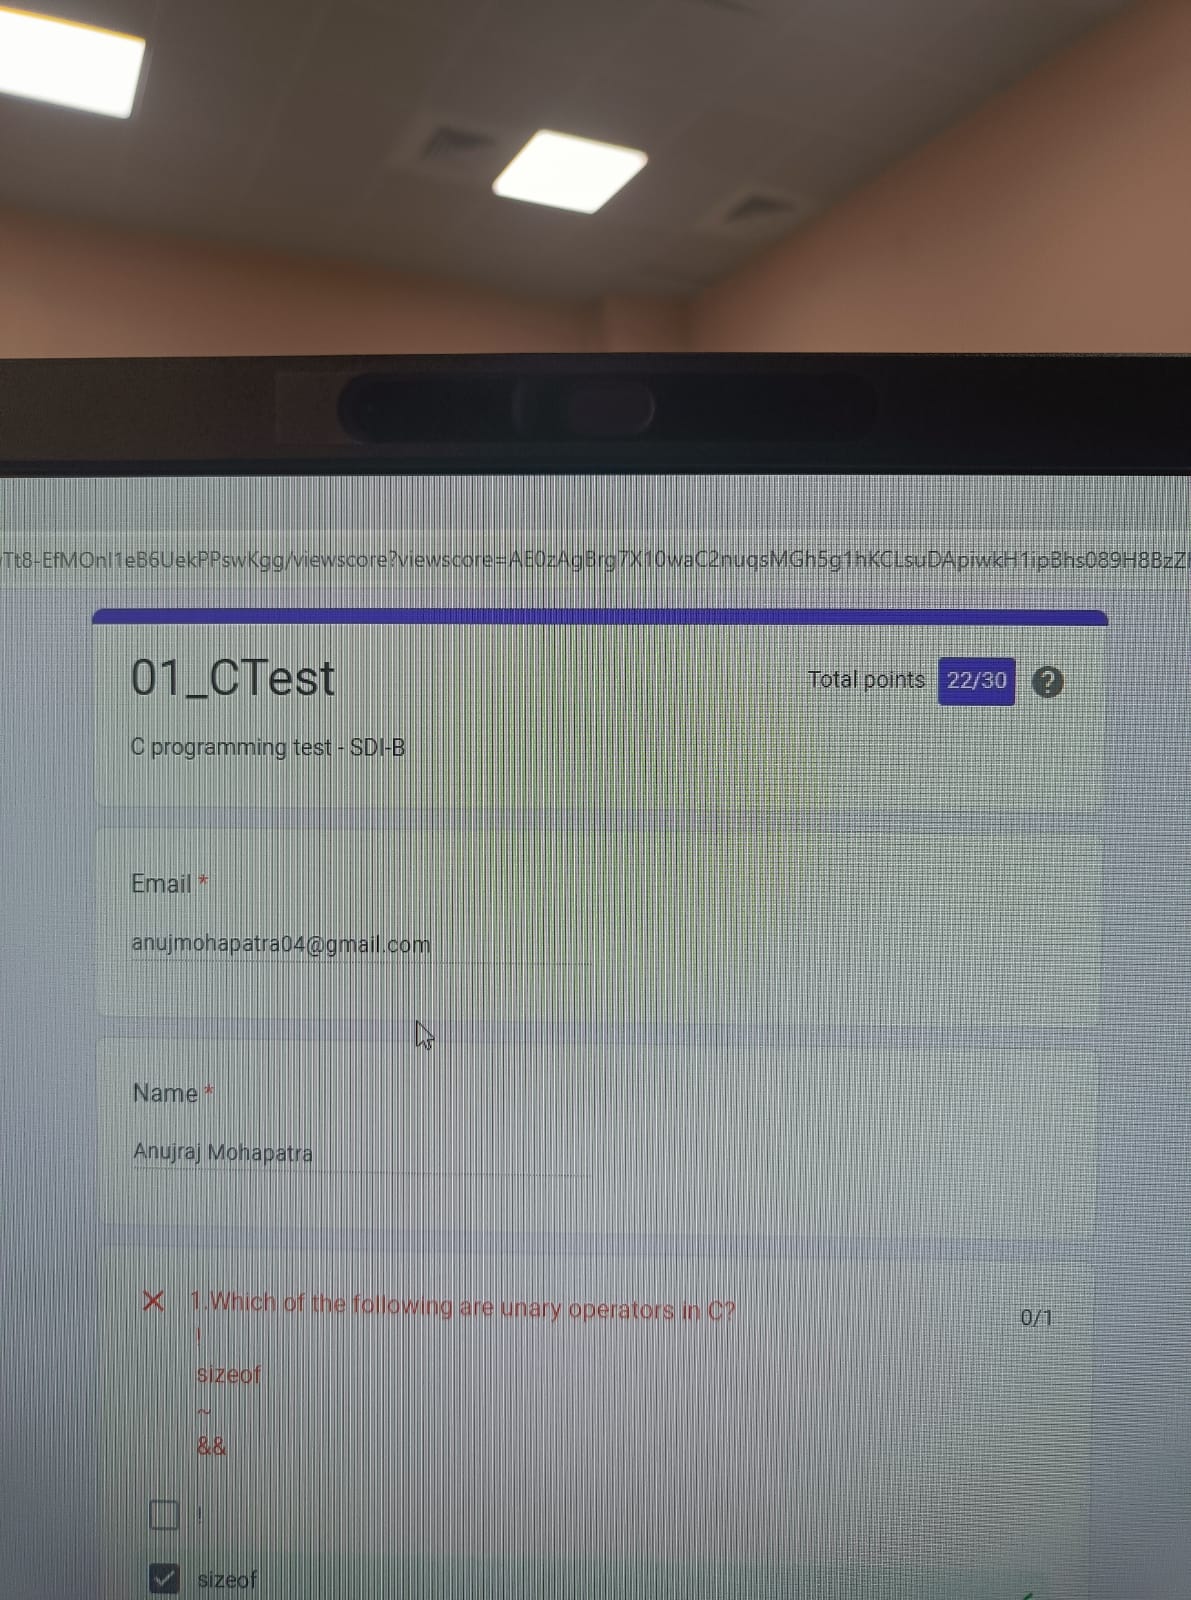 Tt8-EfMOnI1eB6UekPPswKgg/viewscore?viewscore=AE0zAgBrg7X10waC2nuqsMGh5g1hKCLsuDApiwkH1ipBhs089H8BzZ
01_CTest
Total points 22/30 ?
C programming test - SDI-B
Email *
anujmohapatra04@gmail.com
Name *
Anujraj Mohapatra
1.Which of the following are unary operators in C?
0/1
!
sizeof
~
&&
!
sizeof